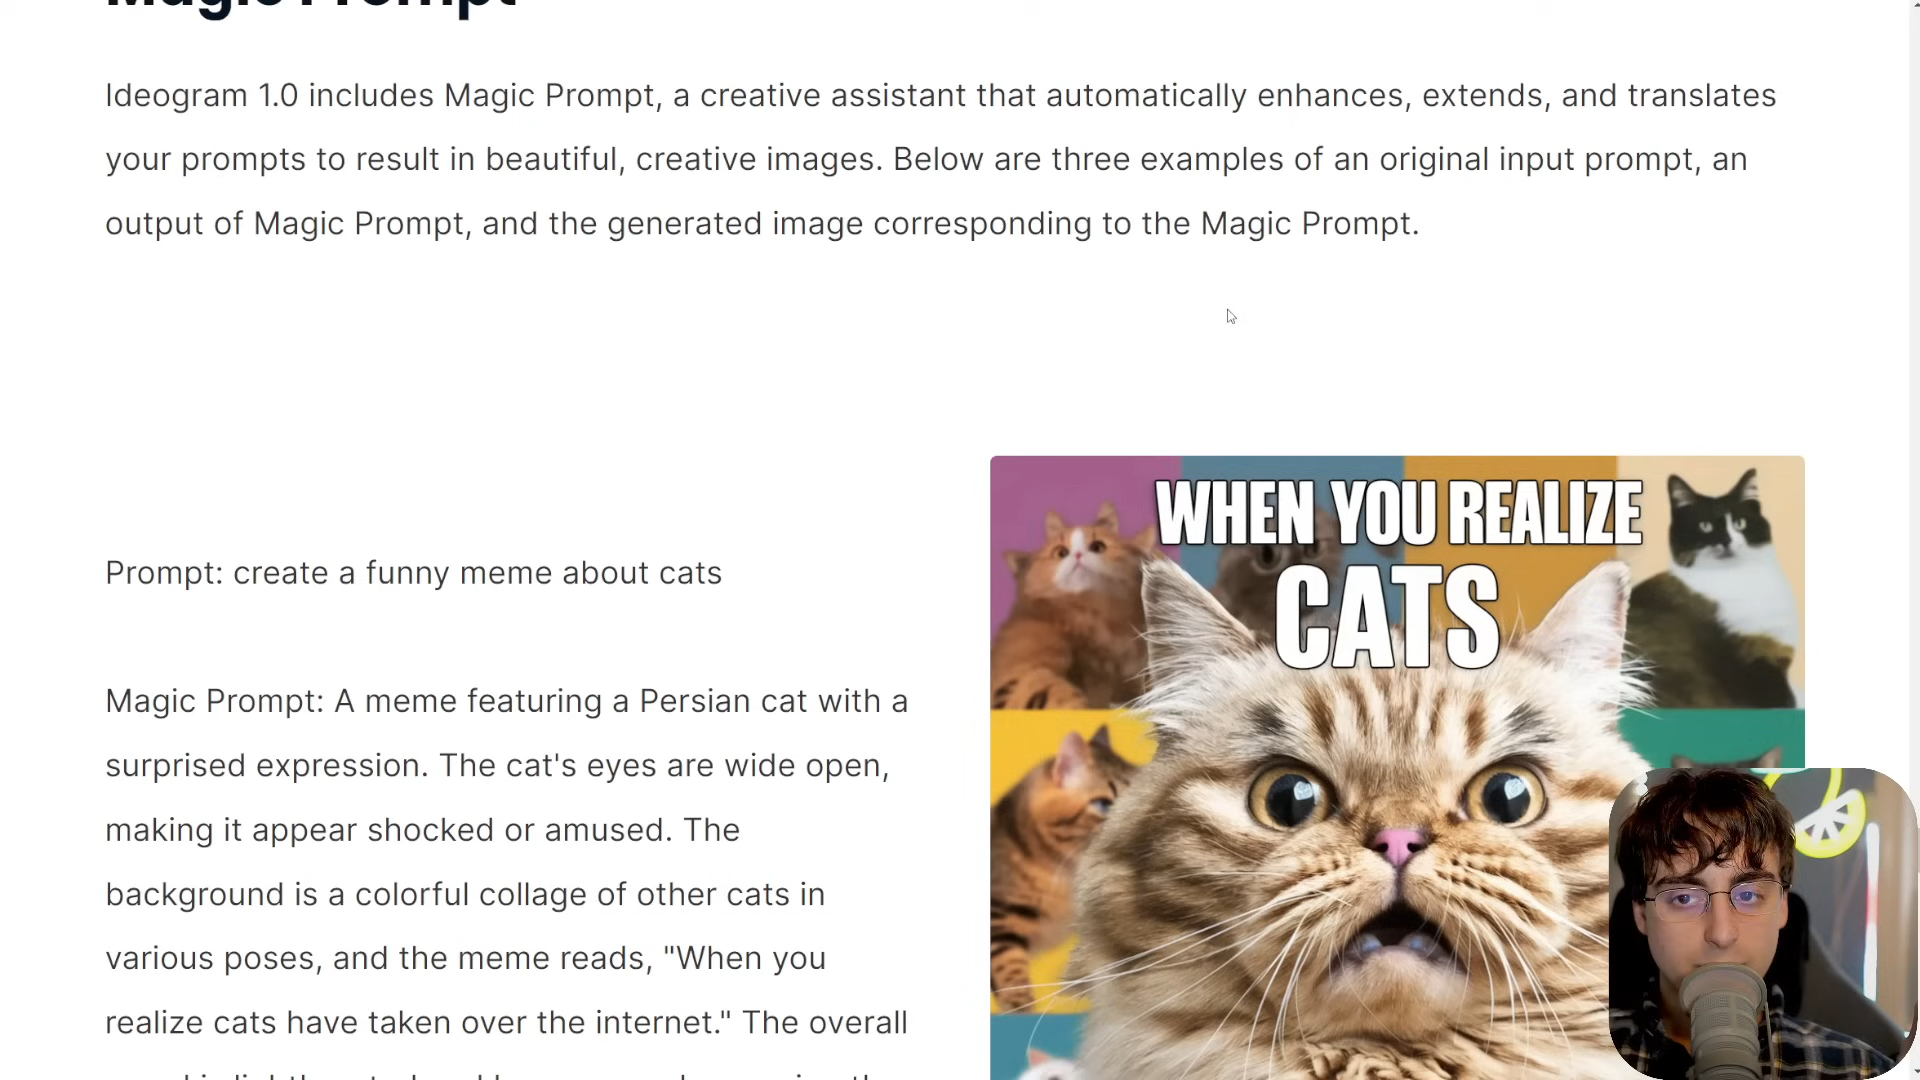 Magic Prompt
Ideogram 1.0 includes Magic Prompt, a creative assistant that automatically enhances, extends, and translates
your prompts to result in beautiful, creative images. Below are three examples of an original input prompt, an
output of Magic Prompt, and the generated image corresponding to the Magic Prompt.
Prompt: create a funny meme about cats
Magic Prompt: A meme featuring a Persian cat with a
surprised expression. The cat's eyes are wide open,
making it appear shocked or amused. The
background is a colorful collage of other cats in
various poses, and the meme reads, "When you
realize cats have taken over the internet." The overall
WHEN YOU REALIZE
CATS